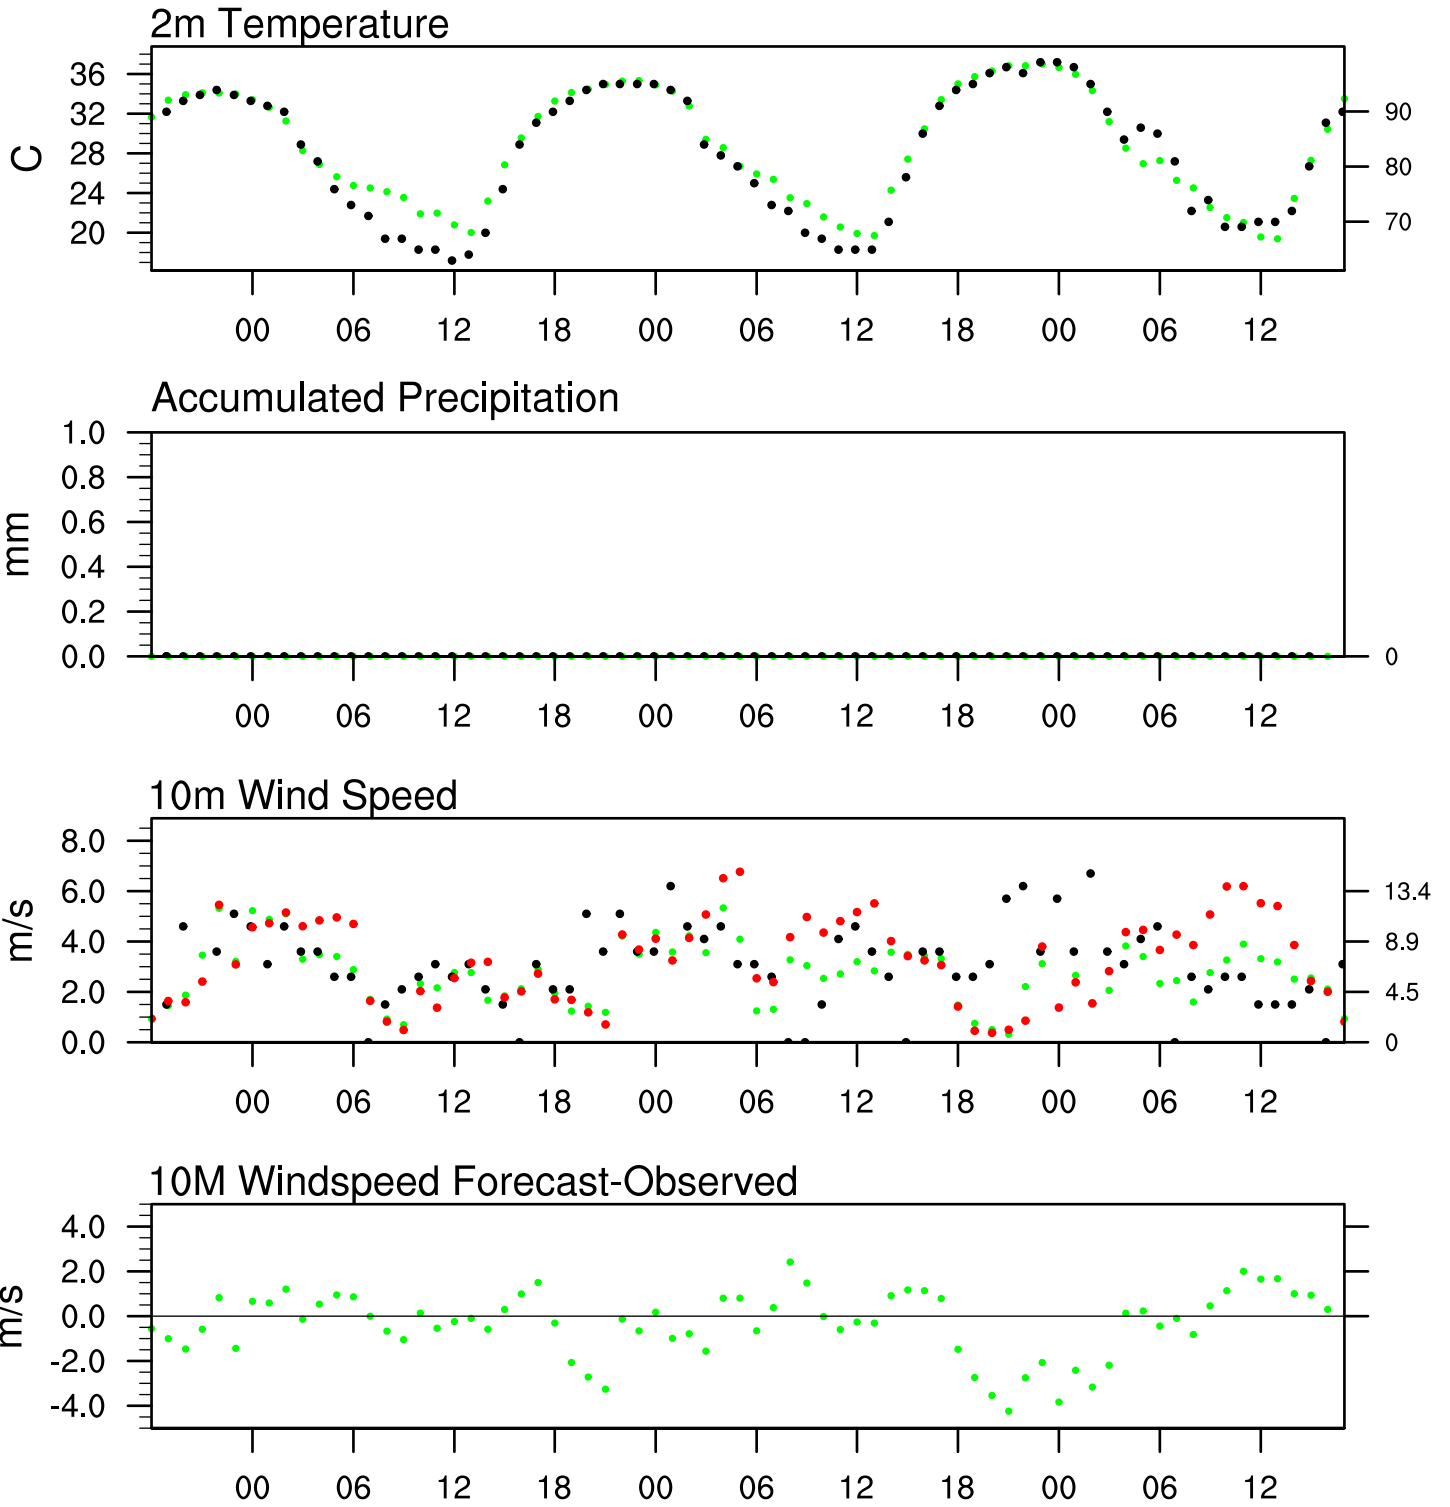 2m Temperature
C
36
32
28
24
20
90
80
70
00 06 12 18 00 06 12 18 00 06 12
Accumulated Precipitation
mm
1.0
0.8
0.6
0.4
0.2
0.0
0
00 06 12 18 00 06 12 18 00 06 12
10m Wind Speed
m/s
8.0
6.0
4.0
2.0
0.0
13.4
8.9
4.5
0
00 06 12 18 00 06 12 18 00 06 12
10M Windspeed Forecast-Observed
m/s
4.0
2.0
0.0
-2.0
-4.0
00 06 12 18 00 06 12 18 00 06 12